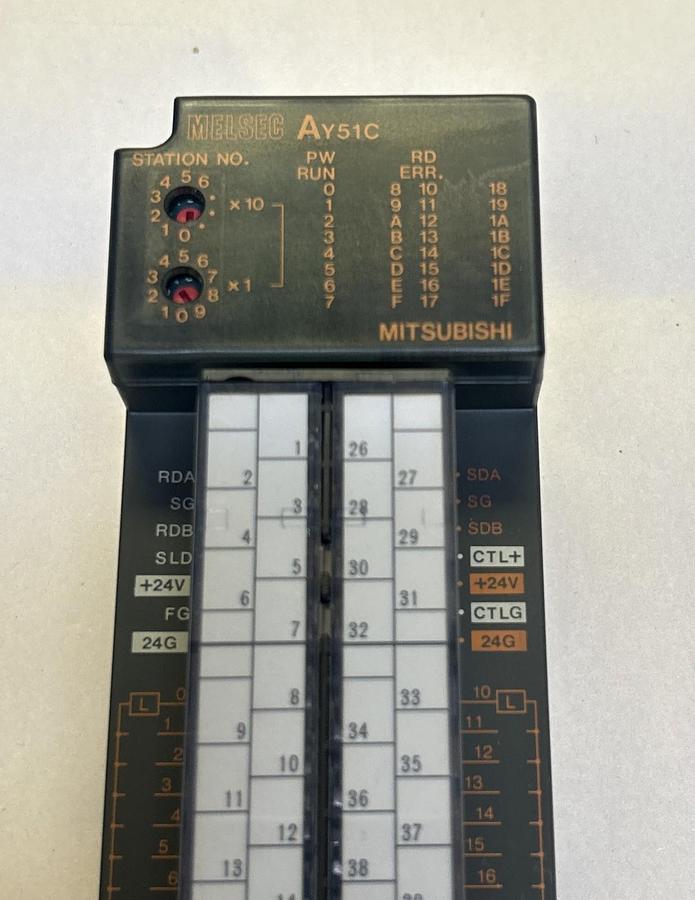 MELSEC AY51C
STATION NO. PW RD
RUN ERR.
4 5 6 0 8 10 18
3 x 10 1 9 11 19
2 2 A 12 1A
1 0 3 B 13 1B
4 5 6 4 C 14 1C
3 7 x 1 5 D 15 1D
2 8 6 E 16 1E
1 0 9 7 F 17 1F
MITSUBISHI
1 26
RDA 2 27 SDA
SG 3 28 SG
RDB 4 29 SDB
SLD 5 30 CTL+
+24V 6 31 +24V
FG 7 32 CTLG
24G 24G
L 0 8 33 10 L
1 9 34 11
2 10 35 12
3 11 36 13
4 12 37 14
5 13 38 15
6 16